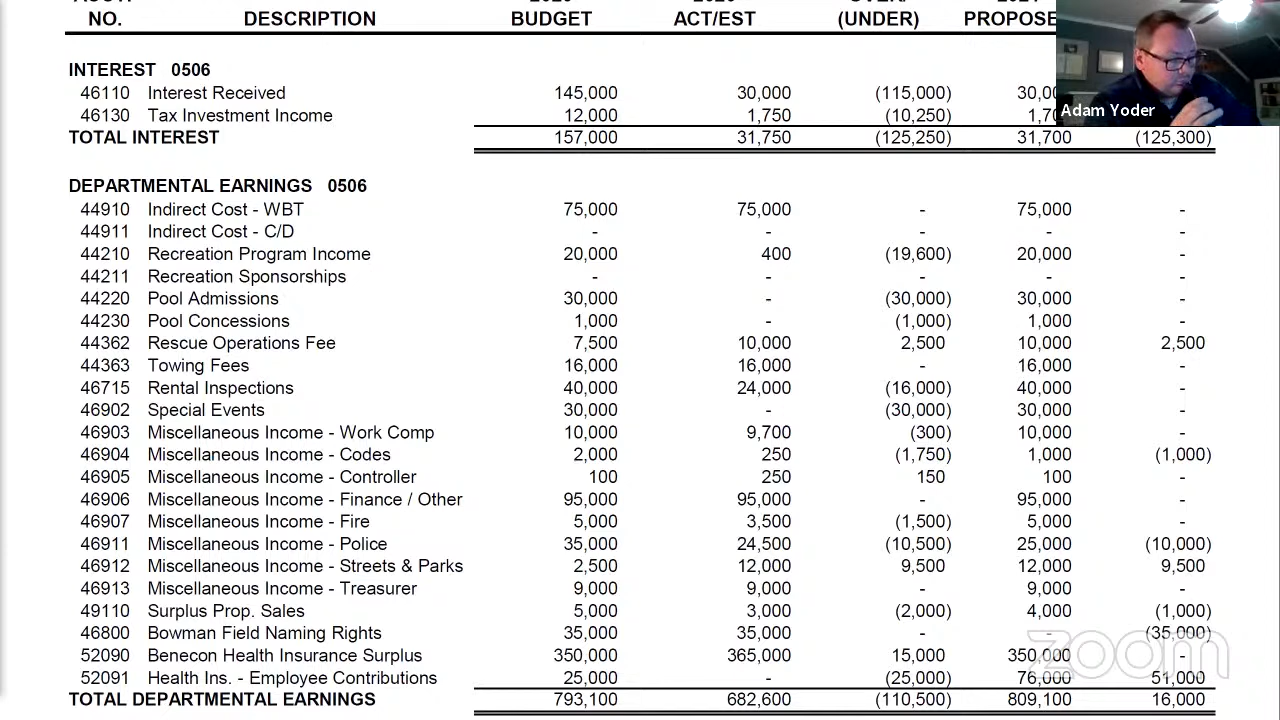 NO. DESCRIPTION BUDGET ACT/EST (UNDER) PROPOSE
Adam Yoder
INTEREST 0506
46110 Interest Received 145,000 30,000 (115,000) 30,00
46130 Tax Investment Income 12,000 1,750 (10,250) 1,70
TOTAL INTEREST 157,000 31,750 (125,250) 31,700 (125,300)
DEPARTMENTAL EARNINGS 0506
44910 Indirect Cost - WBT 75,000 75,000 - 75,000 -
44911 Indirect Cost - C/D - - - - -
44210 Recreation Program Income 20,000 400 (19,600) 20,000 -
44211 Recreation Sponsorships - - - - -
44220 Pool Admissions 30,000 - (30,000) 30,000 -
44230 Pool Concessions 1,000 - (1,000) 1,000 -
44362 Rescue Operations Fee 7,500 10,000 2,500 10,000 2,500
44363 Towing Fees 16,000 16,000 - 16,000 -
46715 Rental Inspections 40,000 24,000 (16,000) 40,000 -
46902 Special Events 30,000 - (30,000) 30,000 -
46903 Miscellaneous Income - Work Comp 10,000 9,700 (300) 10,000 -
46904 Miscellaneous Income - Codes 2,000 250 (1,750) 1,000 (1,000)
46905 Miscellaneous Income - Controller 100 250 150 100 -
46906 Miscellaneous Income - Finance / Other 95,000 95,000 - 95,000 -
46907 Miscellaneous Income - Fire 5,000 3,500 (1,500) 5,000 -
46911 Miscellaneous Income - Police 35,000 24,500 (10,500) 25,000 (10,000)
46912 Miscellaneous Income - Streets & Parks 2,500 12,000 9,500 12,000 9,500
46913 Miscellaneous Income - Treasurer 9,000 9,000 - 9,000 -
49110 Surplus Prop. Sales 5,000 3,000 (2,000) 4,000 (1,000)
46800 Bowman Field Naming Rights 35,000 35,000 - - (35,000)
52090 Benecon Health Insurance Surplus 350,000 365,000 15,000 350,000 -
52091 Health Ins. - Employee Contributions 25,000 - (25,000) 76,000 51,000
TOTAL DEPARTMENTAL EARNINGS 793,100 682,600 (110,500) 809,100 16,000
zoom